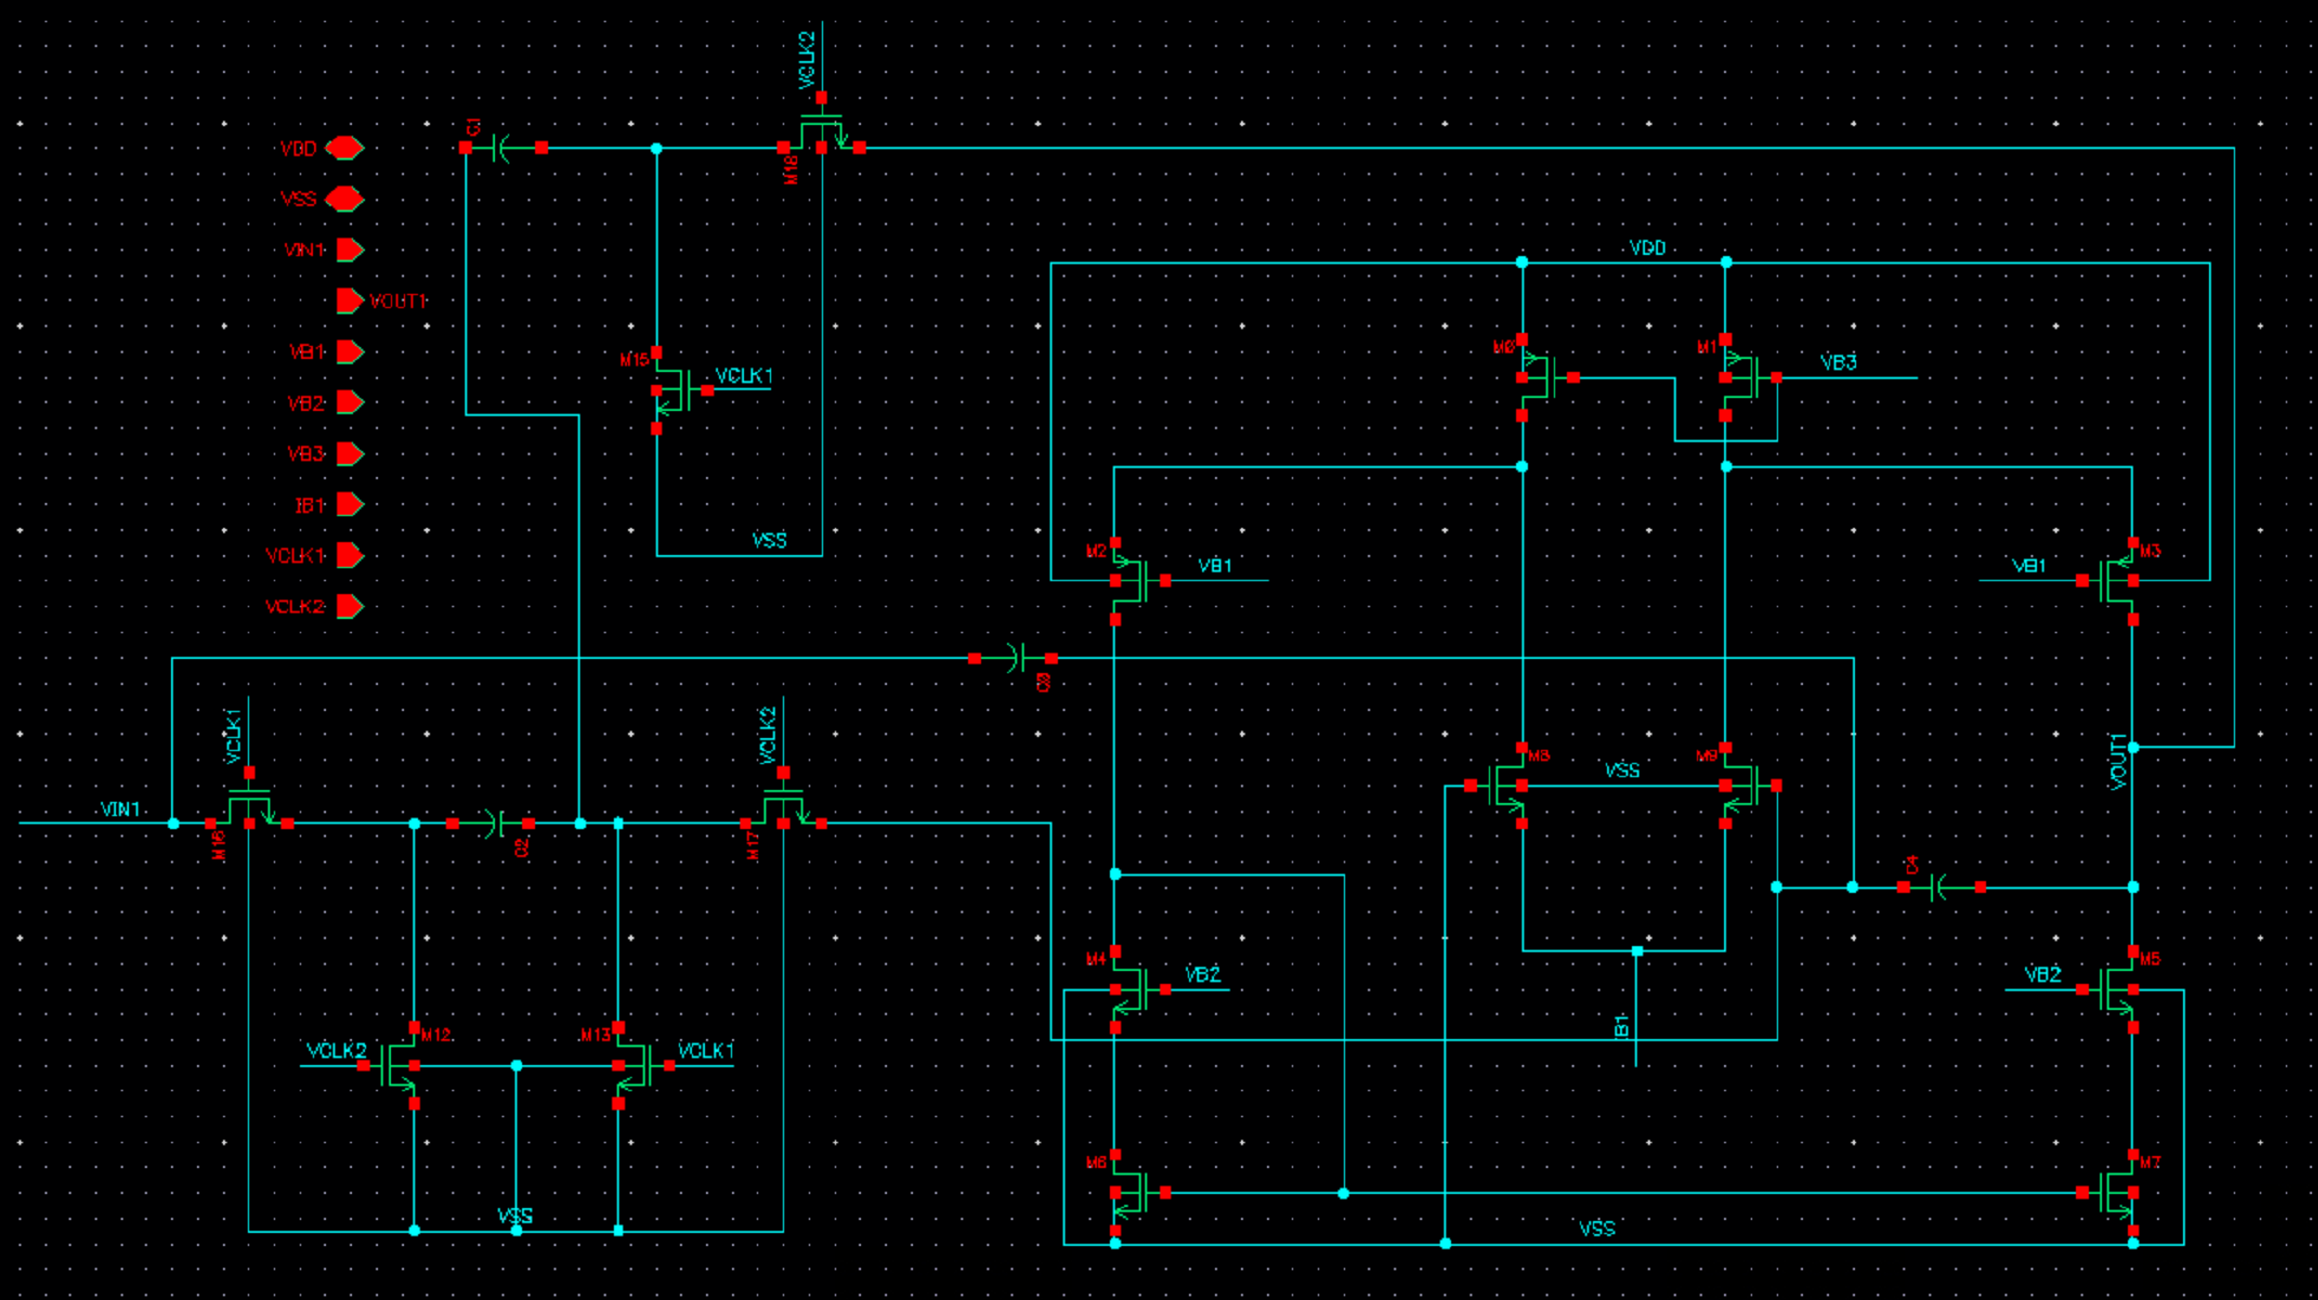 VCLK2
C1
VDD
M18
VSS
VDD
VIN1
VOUT1
M0
M1
VB3
VB1
M15
VCLK1
VB2
VB3
IB1
VSS
M2
VB1
VB1
M3
VCLK1
VCLK2
C3
VCLK1
VCLK2
M8
VSS
M9
VOUT1
VIN1
M16
C2
M17
C4
M4
VB2
VB2
M5
IB1
VCLK2
M12
M13
VCLK1
M6
M7
VSS
VSS